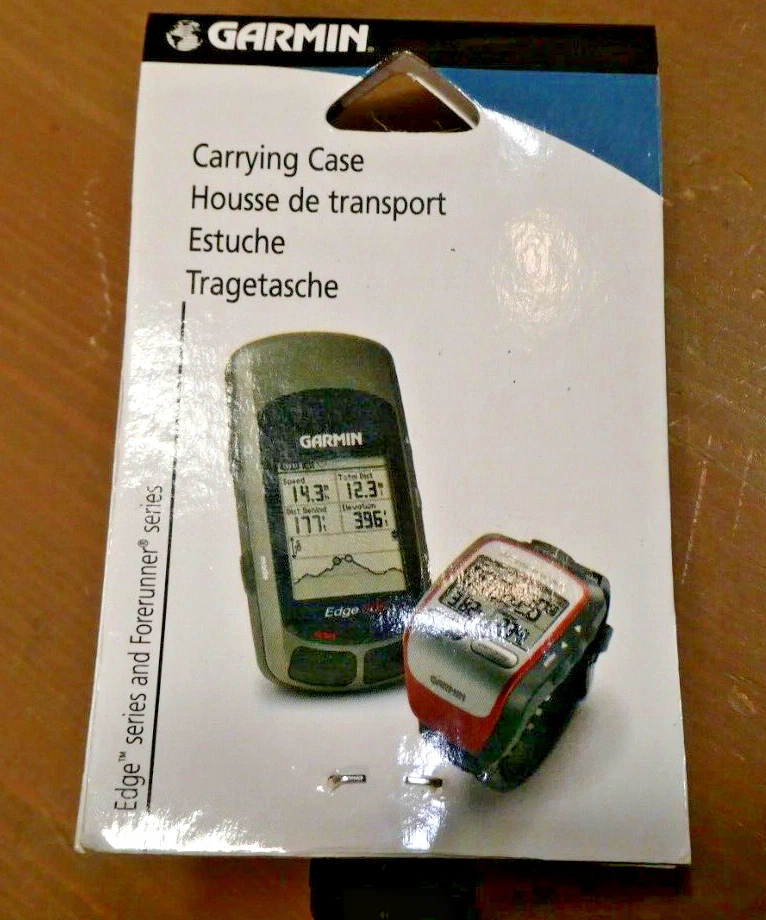 GARMIN
Carrying Case
Housse de transport
Estuche
Tragetasche
Edge™ series and Forerunner® series
GARMIN
Speed
Total Dist
14.3
12.3
Dist Behind
Elevation
177
396
Edge
GARMIN